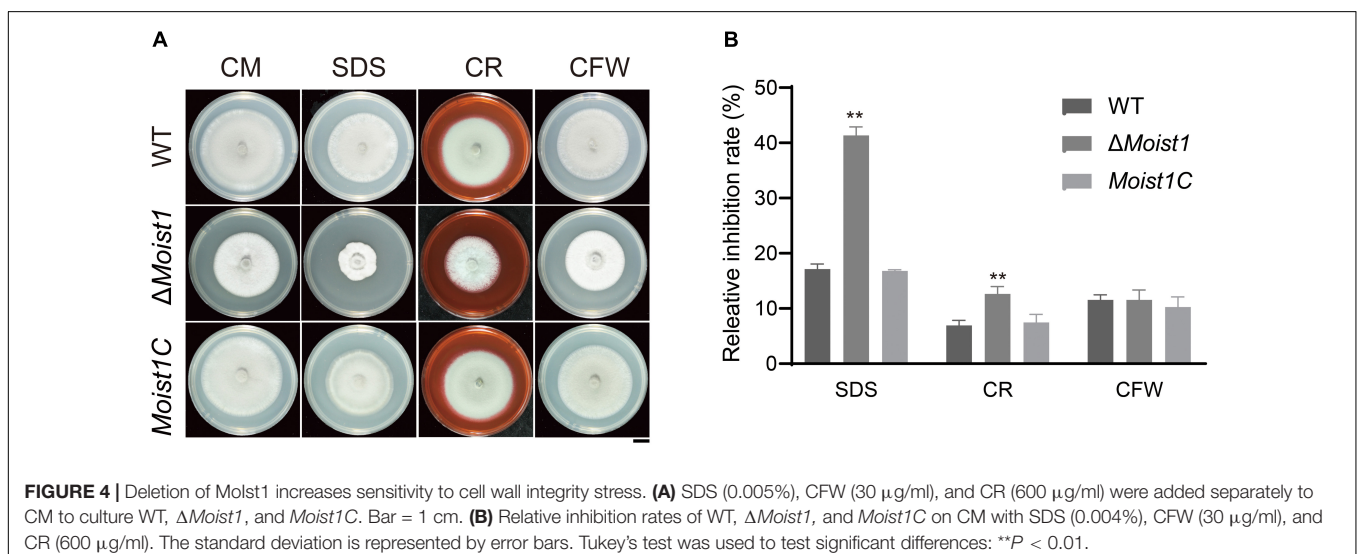 A
CM SDS CR CFW
WT
ΔMoist1
Moist1C
B
Releative inhibition rate (%)
50
40
30
20
10
0
**
**
SDS CR CFW
WT
ΔMoist1
Moist1C
FIGURE 4 | Deletion of MoIst1 increases sensitivity to cell wall integrity stress. (A) SDS (0.005%), CFW (30 μg/ml), and CR (600 μg/ml) were added separately to
CM to culture WT, ΔMoist1, and Moist1C. Bar = 1 cm. (B) Relative inhibition rates of WT, ΔMoist1, and Moist1C on CM with SDS (0.004%), CFW (30 μg/ml), and
CR (600 μg/ml). The standard deviation is represented by error bars. Tukey's test was used to test significant differences: **P < 0.01.